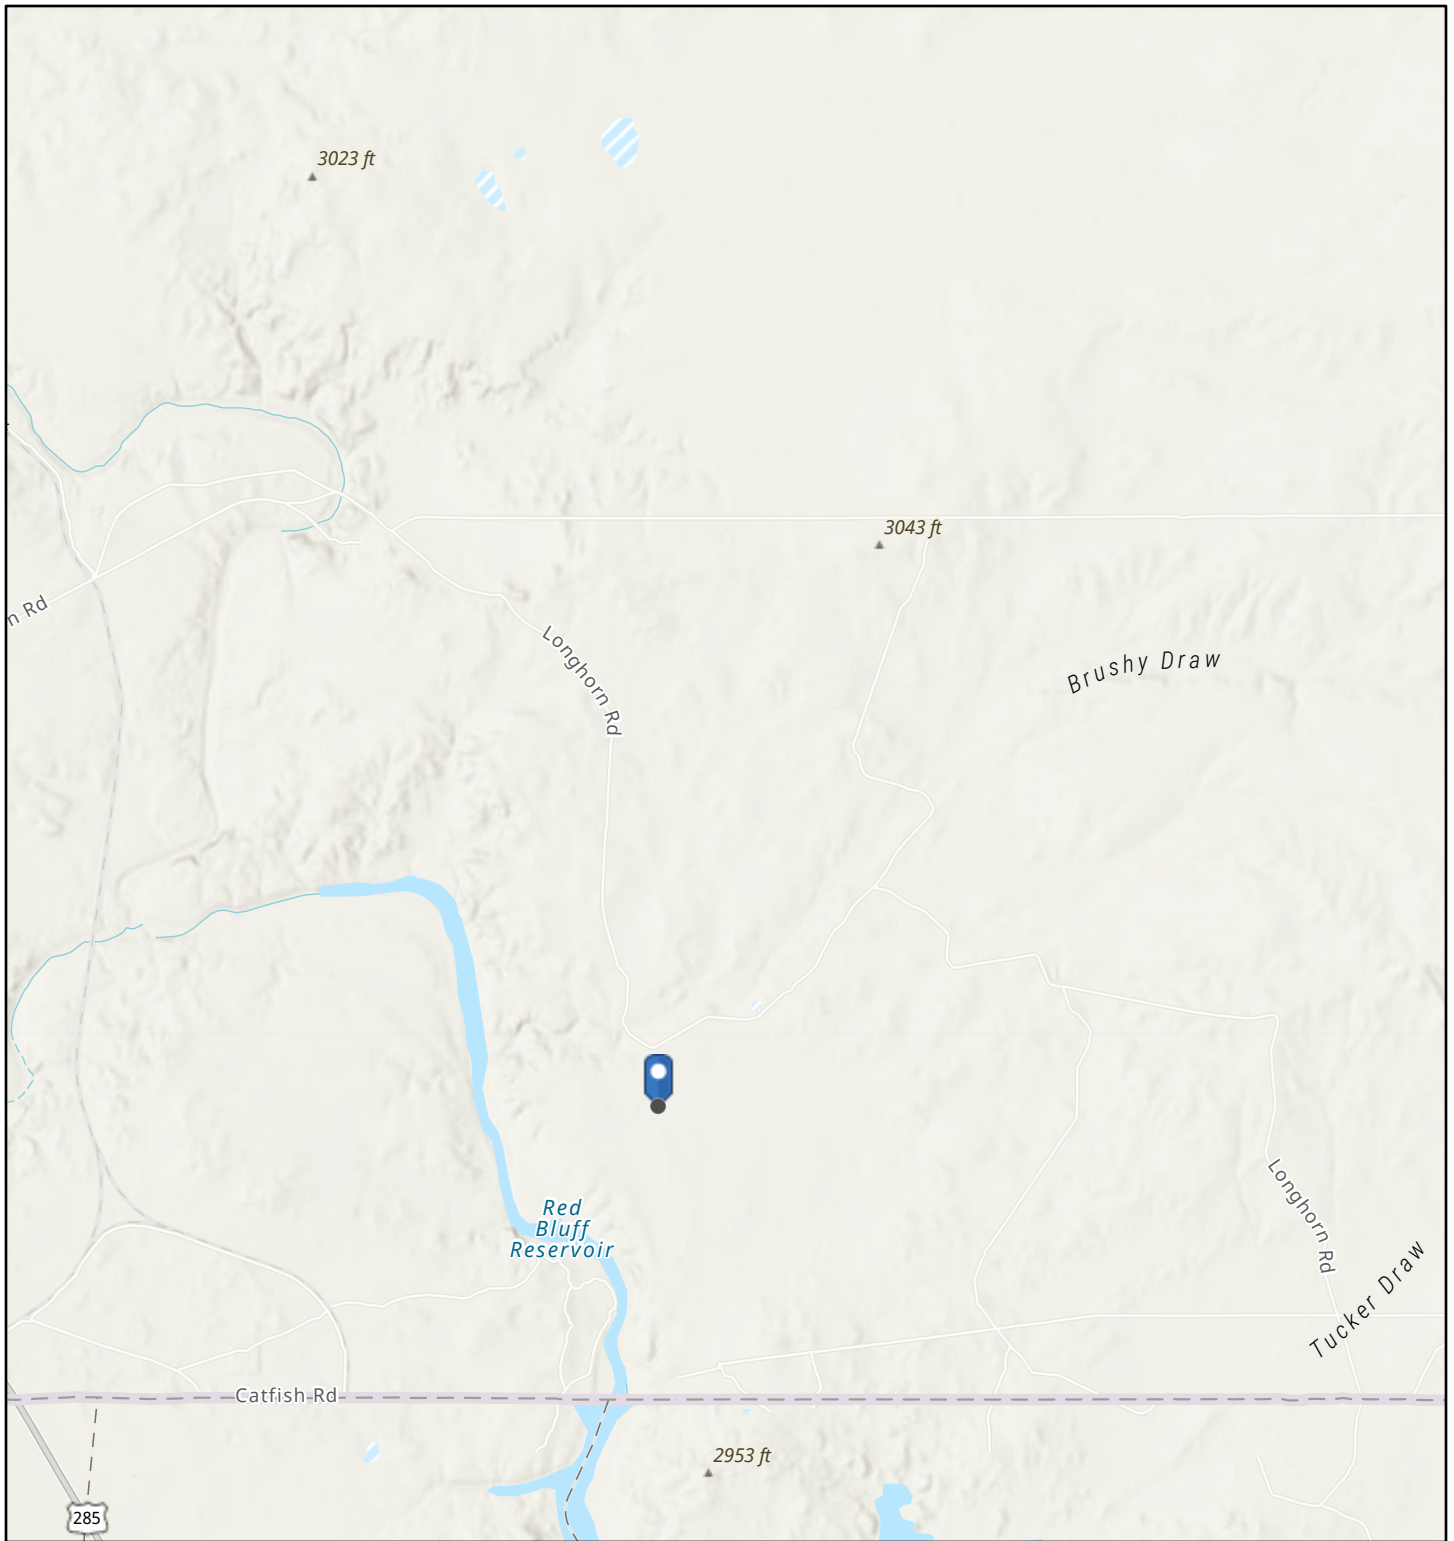 3023 ft
3043 ft
n Rd
Longhorn Rd
Brushy Draw
Longhorn Rd
Red
Bluff
Reservoir
Tucker Draw
Catfish Rd
2953 ft
285